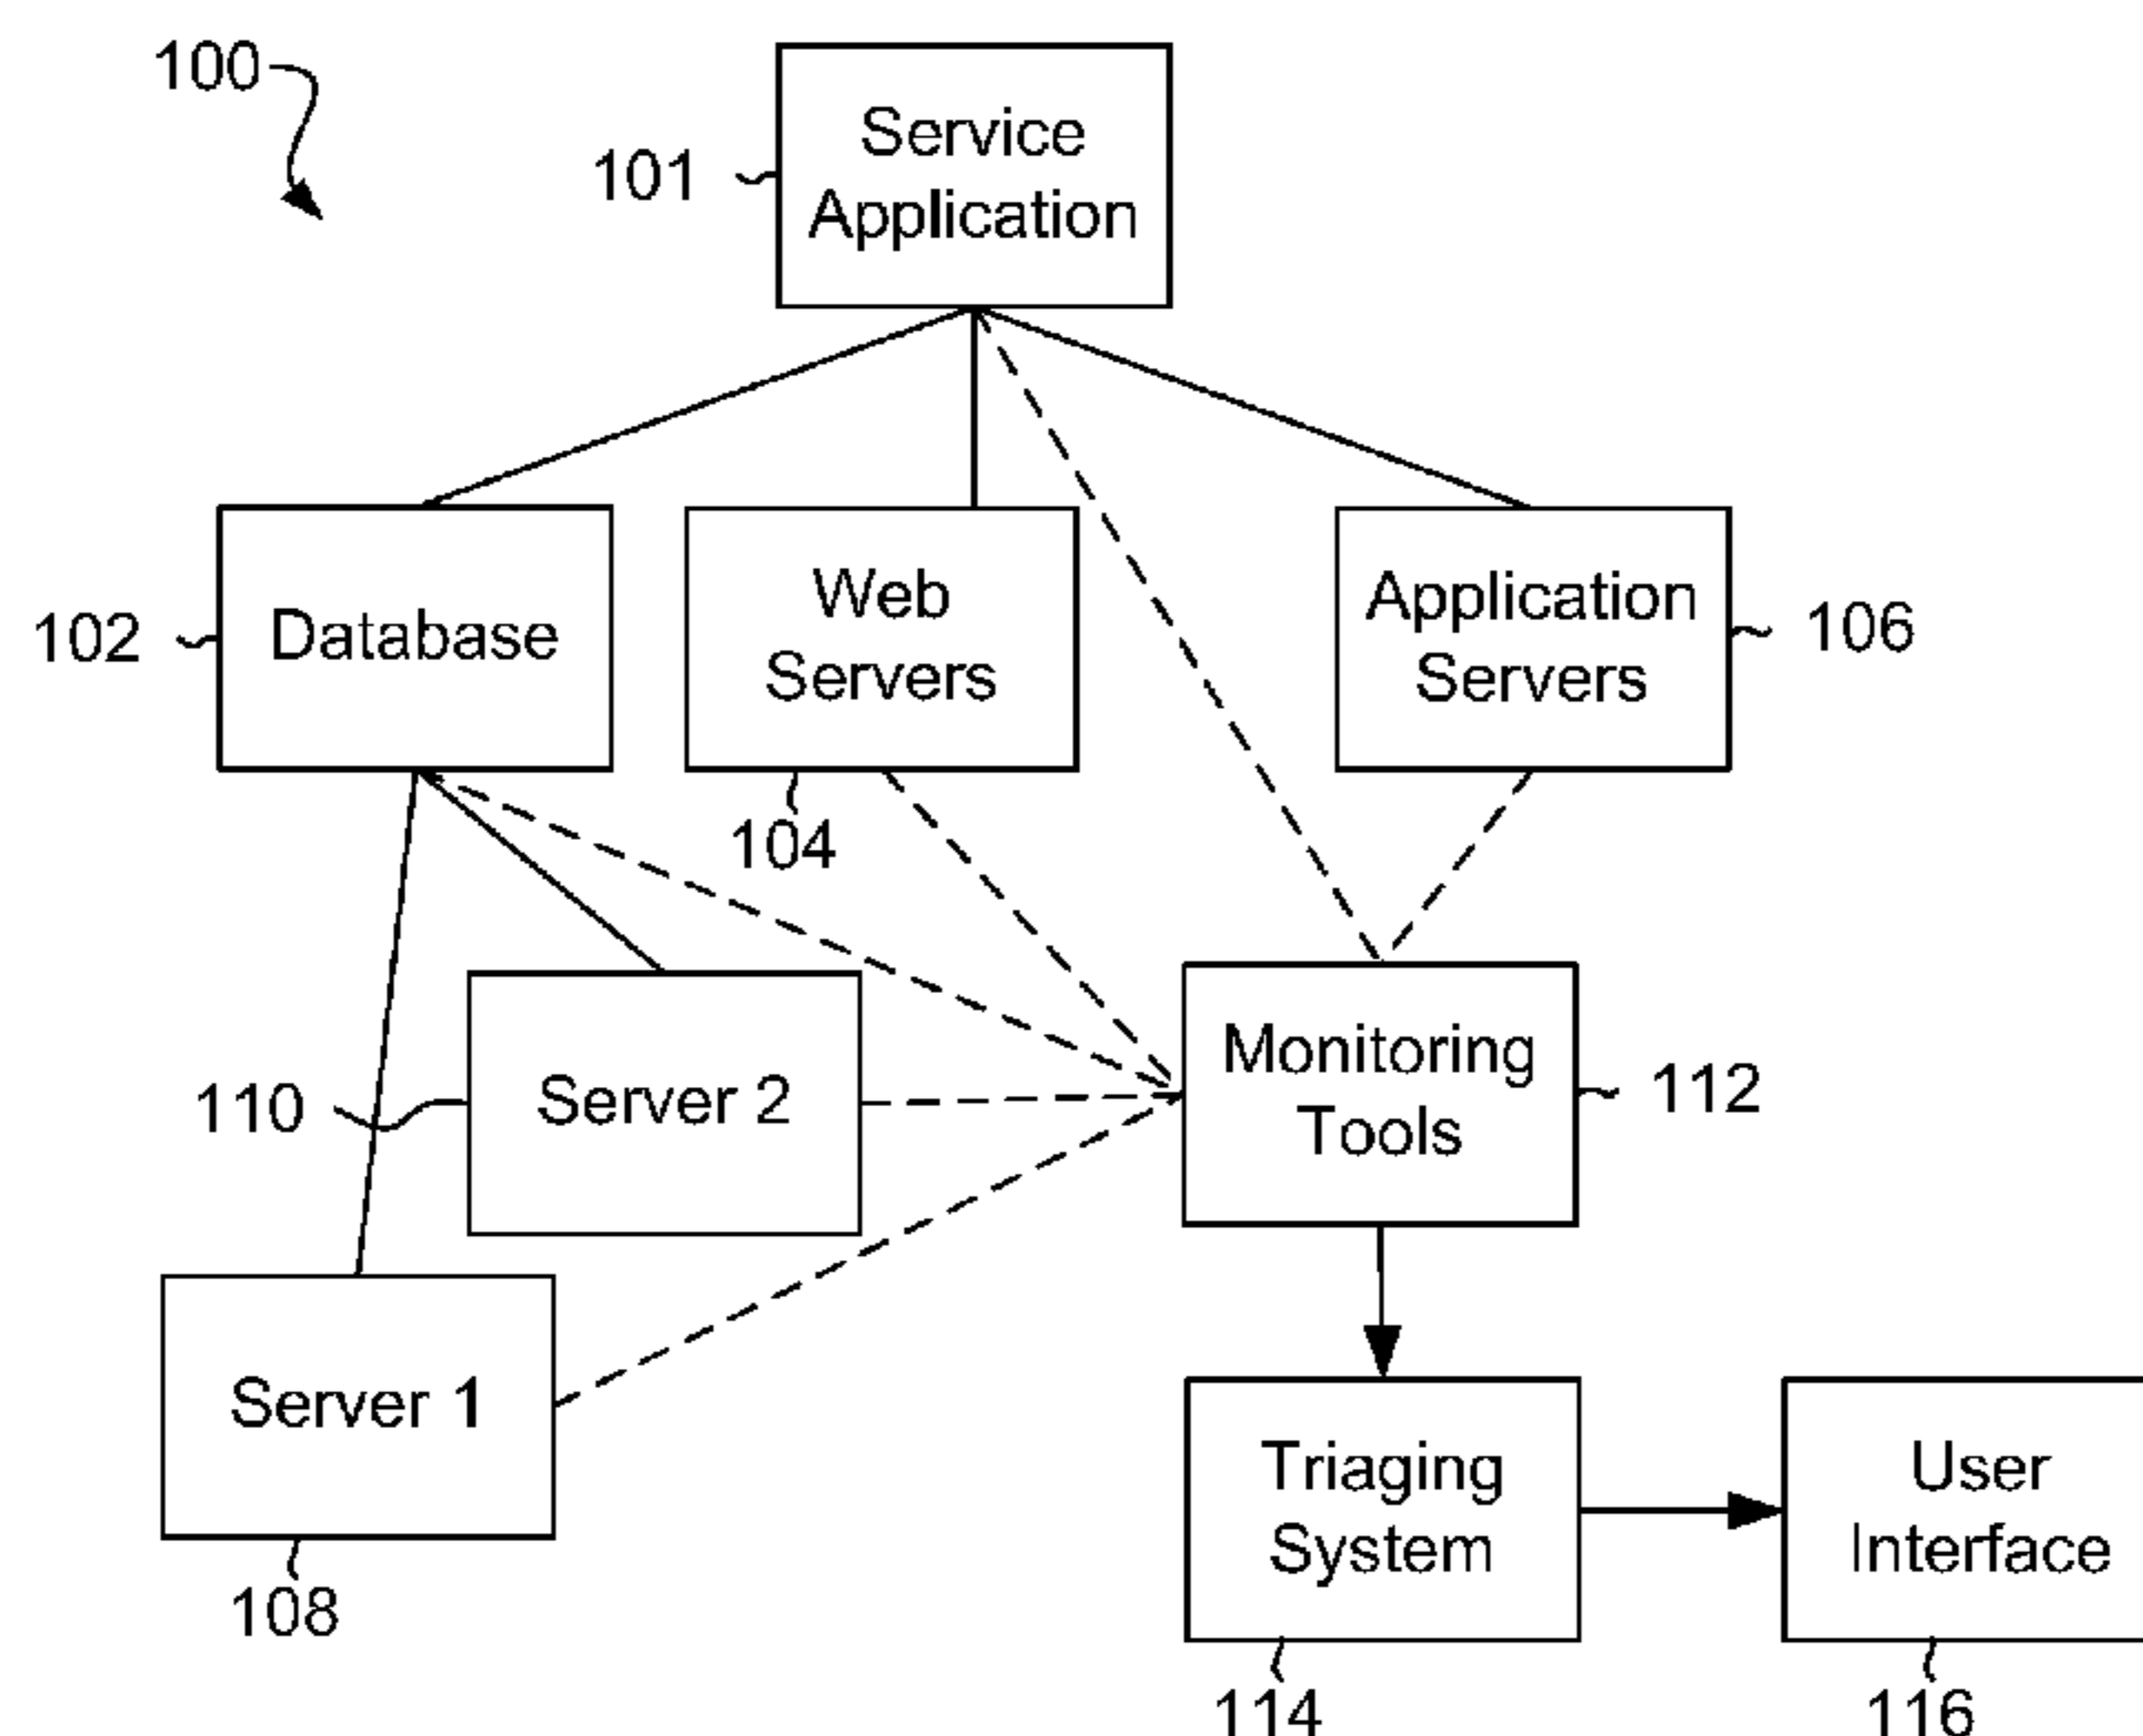 100
101
Service
Application
102
Database
Web
Servers
104
Application
Servers
106
110
Server 2
Monitoring
Tools
112
Server 1
108
Triaging
System
114
User
Interface
116